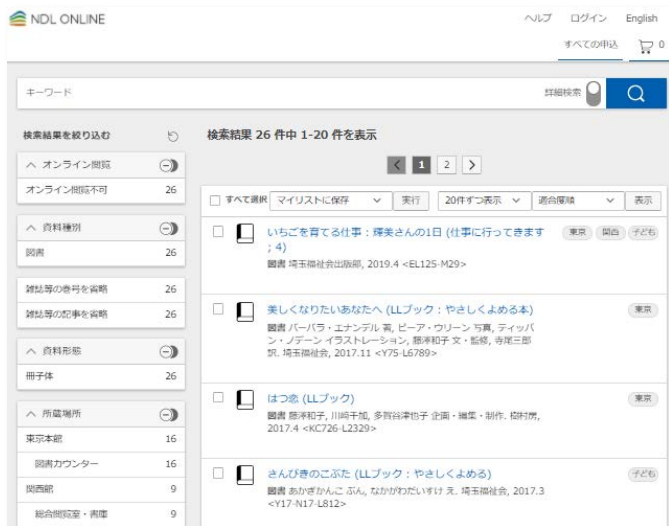 NDL ONLINE
ヘルプ ログイン English
すべての申込 0
キーワード
詳細検索
検索結果を絞り込む
検索結果 26 件中 1-20 件を表示
オンライン閲覧
オンライン閲覧不可 26
資料種別
図書 26
雑誌等の巻号を省略 26
雑誌等の記事を省略 26
資料形態
冊子体 26
所蔵場所
東京本館 16
図書カウンター 16
関西館 9
総合閲覧室・書庫 9
< 1 2 >
すべて選択 マイリストに保存 実行 20件ずつ表示 適合度順 表示
いちごを育てる仕事 : 輝美さんの1日 (仕事に行ってきます
; 4)
東京 関西 子ども
図書 埼玉福祉会出版部, 2019.4 <EL125-M29>
美しくなりたいあなたへ (LLブック : やさしくよめる本)
東京
図書 バーバラ・エナンデル 著, ピーア・ウリーン 写真, ティッパ
ン・ノデーン イラストレーション, 藤澤和子 文・監修, 寺尾三郎
訳. 埼玉福祉会, 2017.11 <Y75-L6789>
はつ恋 (LLブック)
東京
図書 藤澤和子, 川﨑千加, 多賀谷津也子 企画・編集・制作. 樹村房,
2017.4 <KC726-L2329>
さんびきのこぶた (LLブック : やさしくよめる)
子ども
図書 あかぎかんこ ぶん, なかがわだいすけ え. 埼玉福祉会, 2017.3
<Y17-N17-L812>